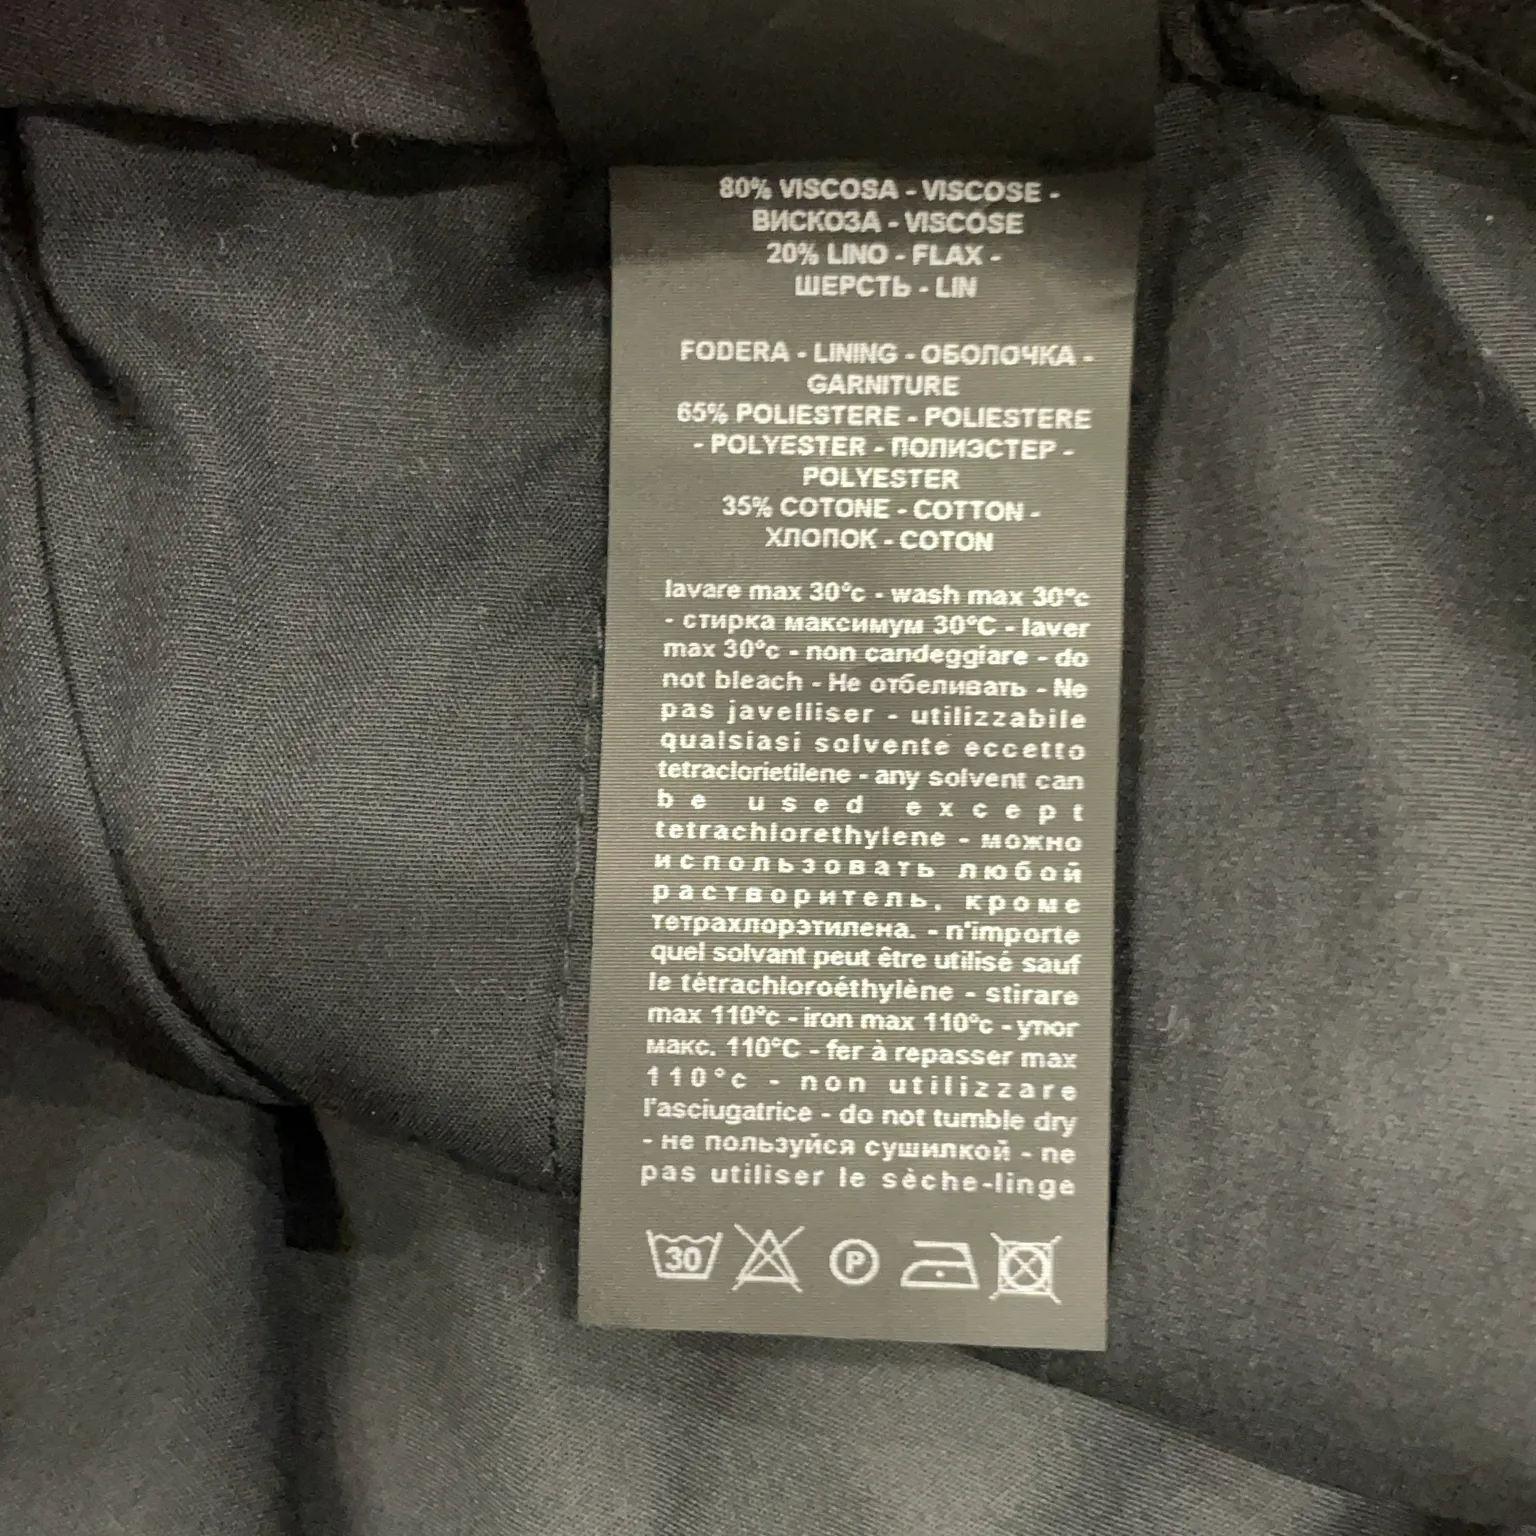 80% VISCOSA - VISCOSE -
ВИСКОЗА - VISCOSE
20% LINO - FLAX -
ШЕРСТЬ - LIN
FODERA - LINING - ОБОЛОЧКА -
GARNITURE
65% POLIESTERE - POLIESTERE
- POLYESTER - ПОЛИЭСТЕР -
POLYESTER
35% COTONE - COTTON -
ХЛОПОК - COTON
lavare max 30°c - wash max 30°c
- стирка максимум 30°C - laver
max 30°c - non candeggiare - do
not bleach - Не отбеливать - Ne
pas javelliser - utilizzabile
qualsiasi solvente eccetto
tetraclorietilene - any solvent can
be used except
tetrachlorethylene - можно
использовать любой
растворитель, кроме
тетрахлорэтилена. - n'importe
quel solvant peut être utilisé sauf
le tétrachloroéthylène - stirare
max 110°c - iron max 110°c - упог
макс. 110°C - fer à repasser max
110°c - non utilizzare
l'asciugatrice - do not tumble dry
- не пользуйся сушилкой - ne
pas utiliser le sèche-linge
30 P